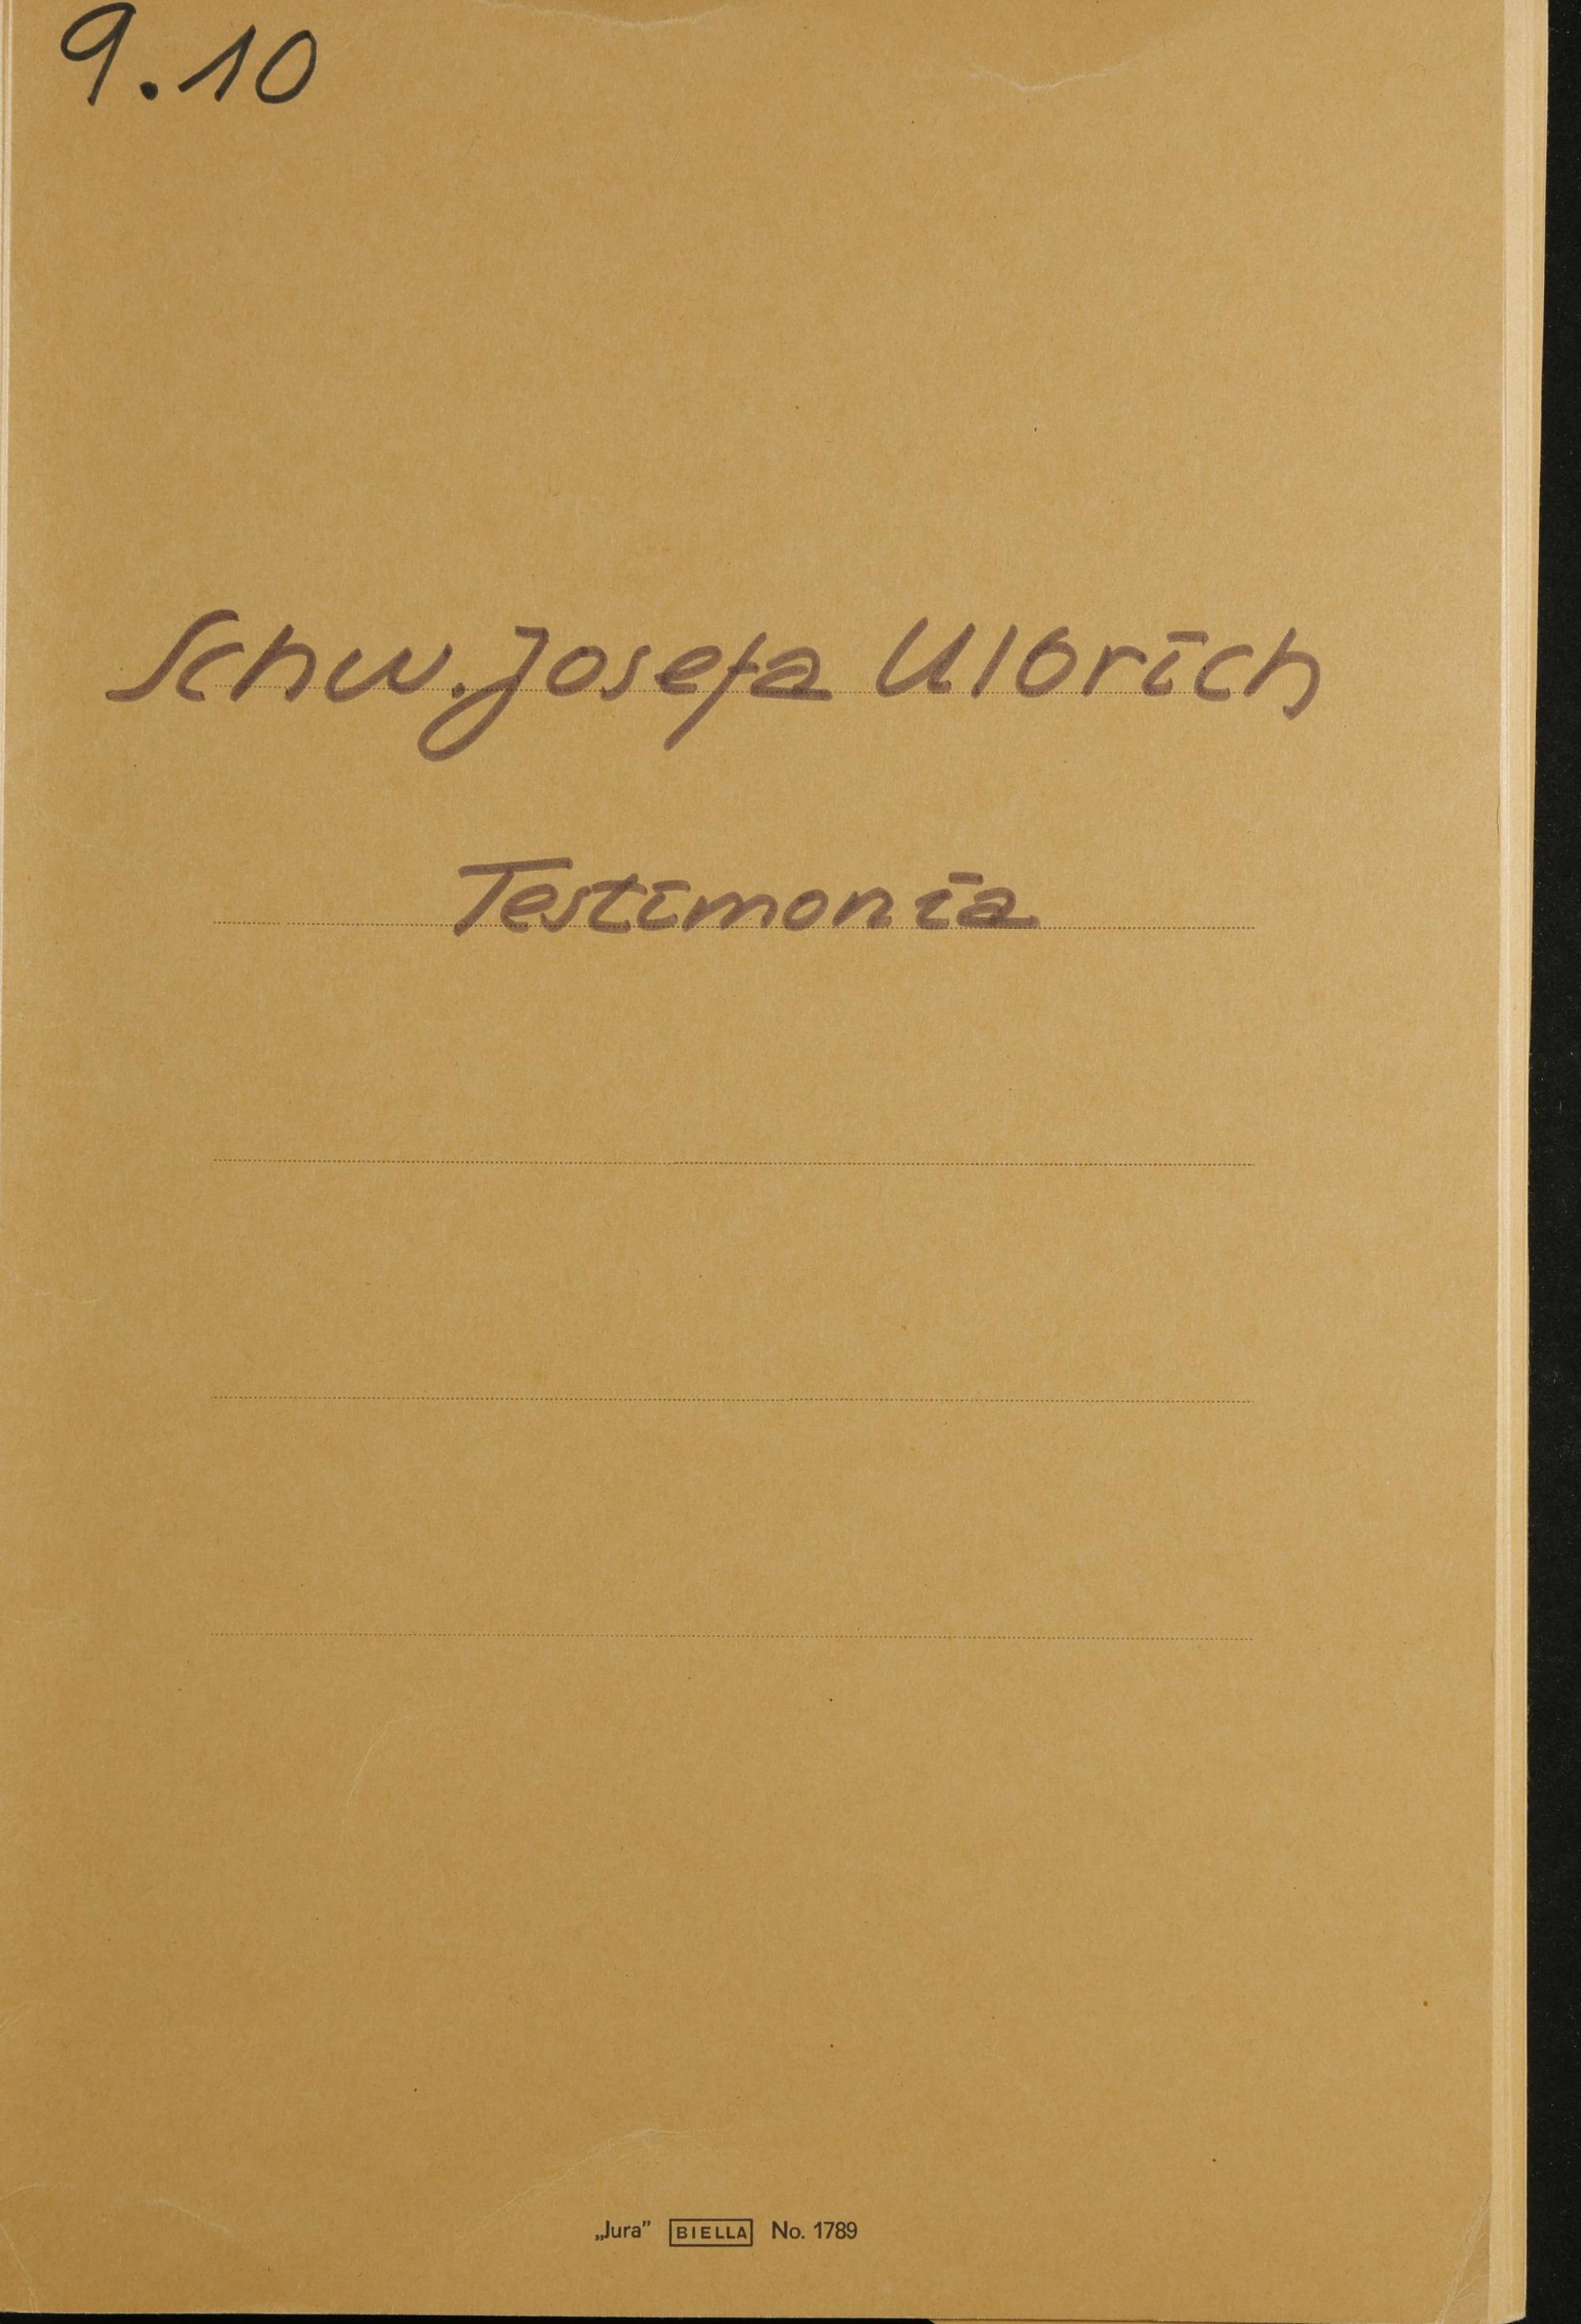 9.10
Schw. Josefa Ulbrich
Testimonia
„Jura” BIELLA No. 1789